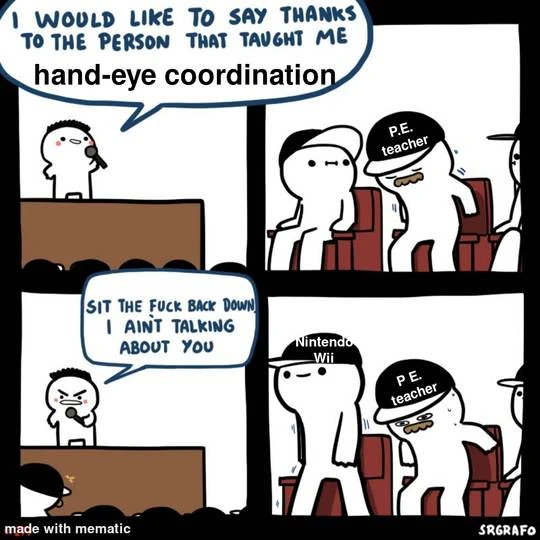 I WOULD LIKE TO SAY THANKS
TO THE PERSON THAT TAUGHT ME
hand-eye coordination
P.E.
teacher
SIT THE FUCK BACK DOWN,
I AIN'T TALKING
ABOUT YOU
Nintendo
Wii
P E.
teacher
made with mematic
SRGRAFO